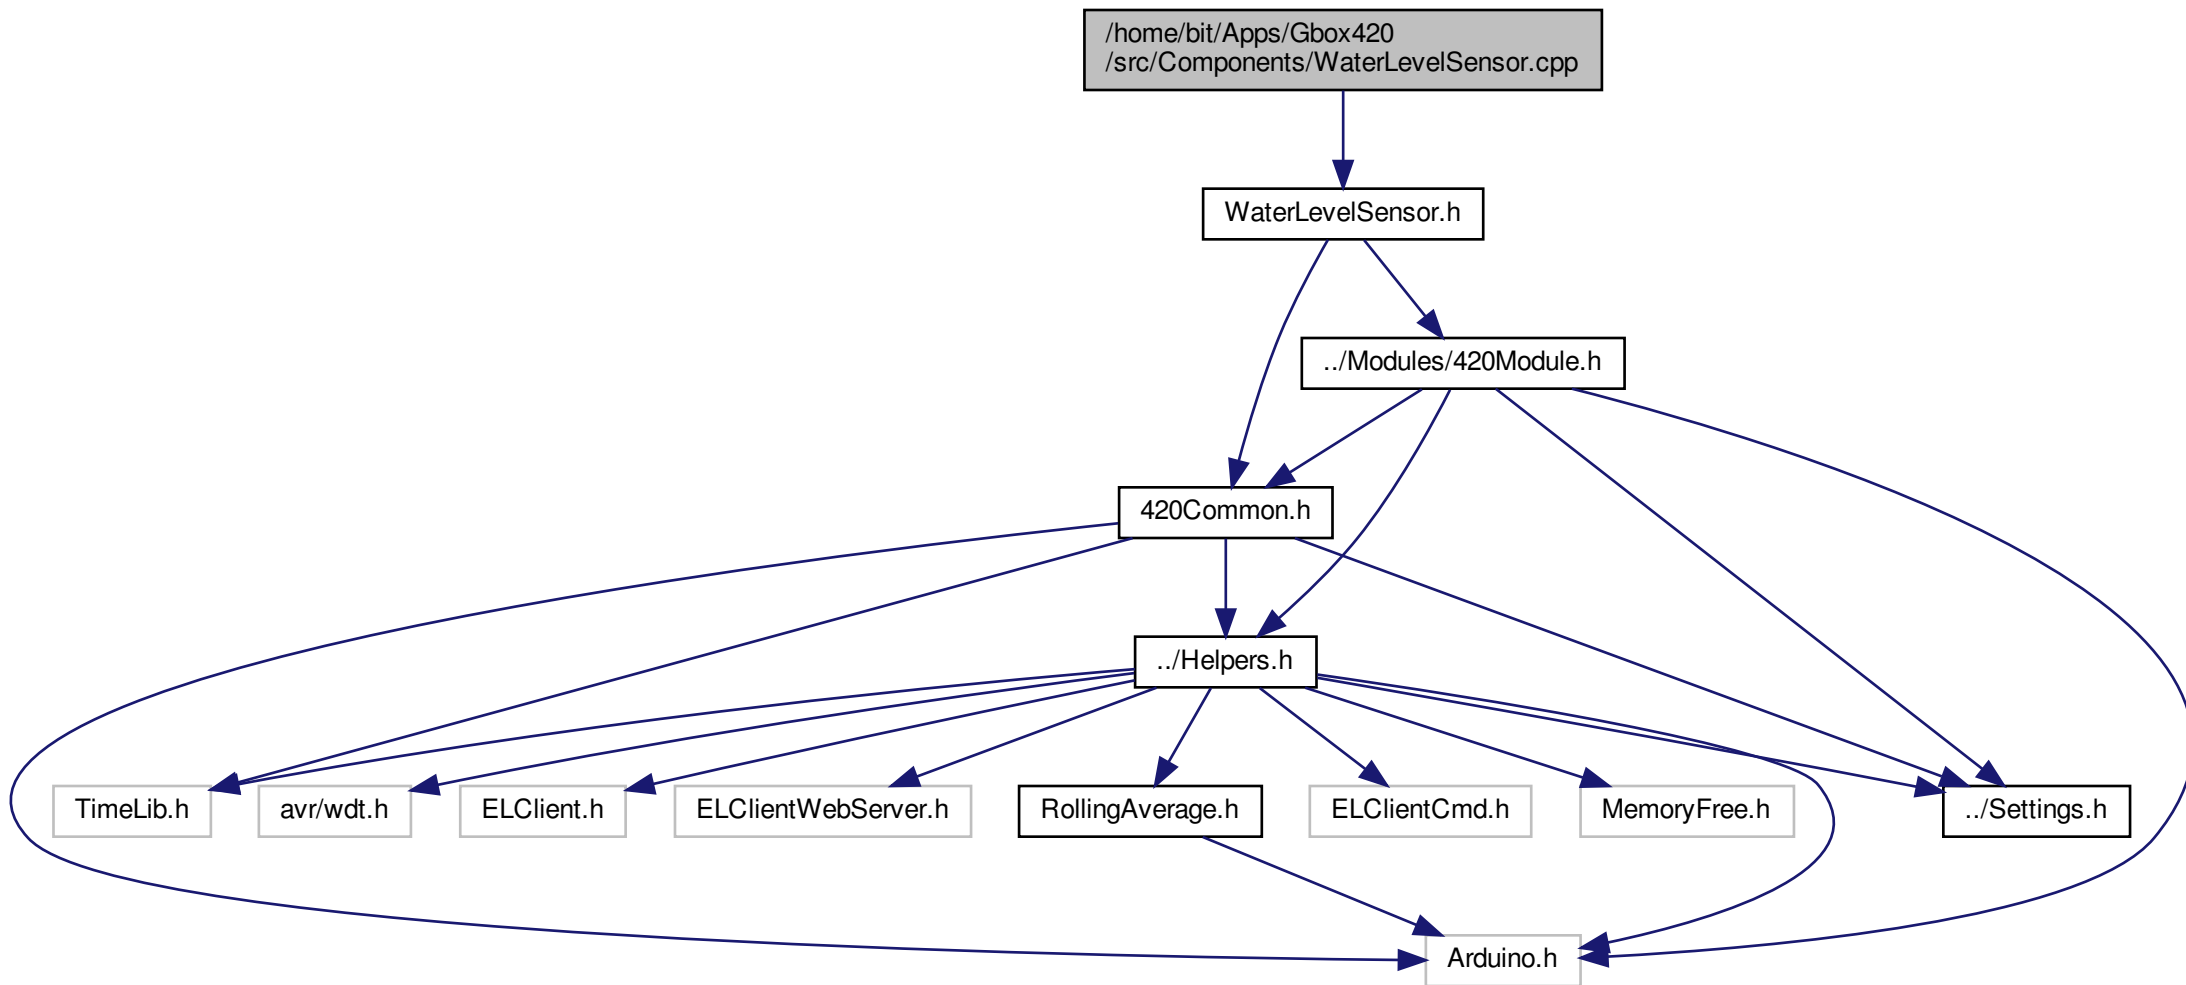 /home/bit/Apps/Gbox420
/src/Components/WaterLevelSensor.cpp
WaterLevelSensor.h
../Modules/420Module.h
420Common.h
../Helpers.h
TimeLib.h
avr/wdt.h
ELClient.h
ELClientWebServer.h
RollingAverage.h
ELClientCmd.h
MemoryFree.h
../Settings.h
Arduino.h